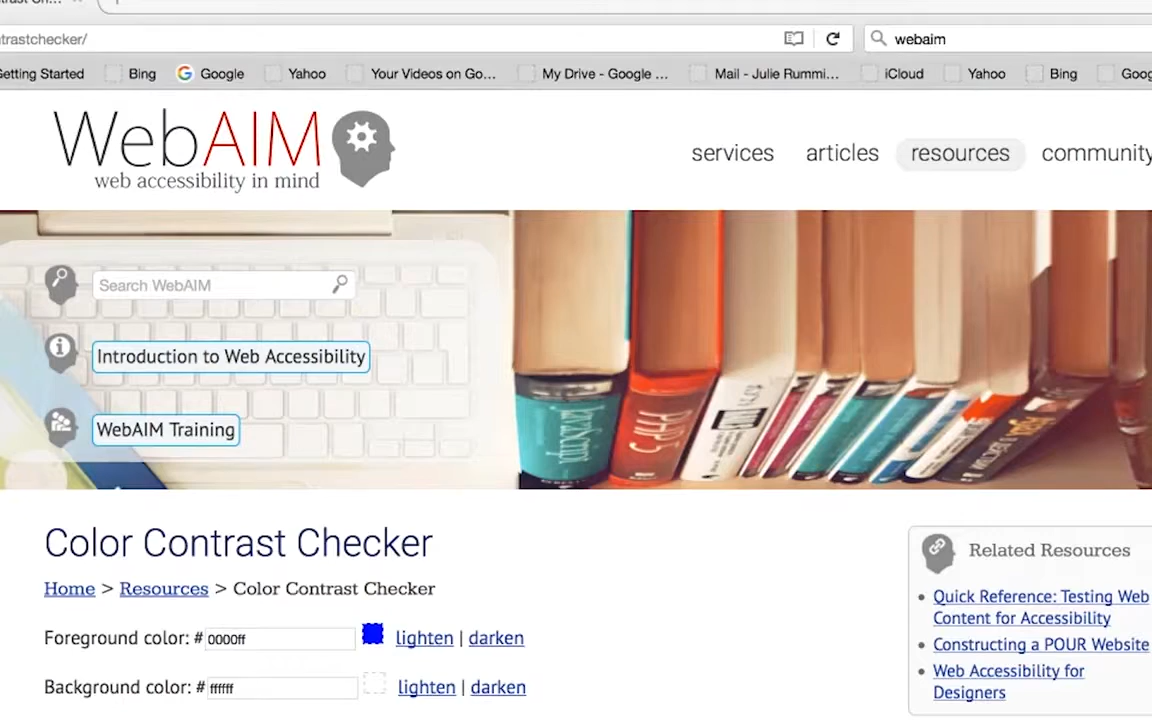 trastchecker/
webaim
Getting Started Bing Google Yahoo Your Videos on Go... My Drive - Google ... Mail - Julie Rummi... iCloud Yahoo Bing Goog
WebAIM
web accessibility in mind
services articles resources community
Search WebAIM
Introduction to Web Accessibility
WebAIM Training
Color Contrast Checker
Home > Resources > Color Contrast Checker
Foreground color: # 0000ff lighten | darken
Background color: # ffffff lighten | darken
Related Resources
Quick Reference: Testing Web
Content for Accessibility
Constructing a POUR Website
Web Accessibility for
Designers